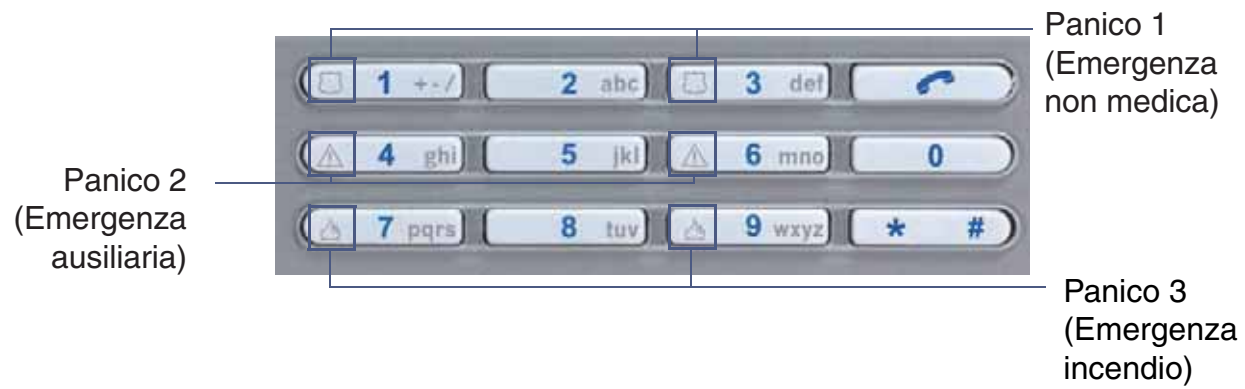 Panico 1
(Emergenza
non medica)
1 +-/ 2 abc 3 def
4 ghi 5 jkl 6 mno 0
Panico 2
(Emergenza
ausiliaria)
7 pqrs 8 tuv 9 wxyz * #
Panico 3
(Emergenza
incendio)